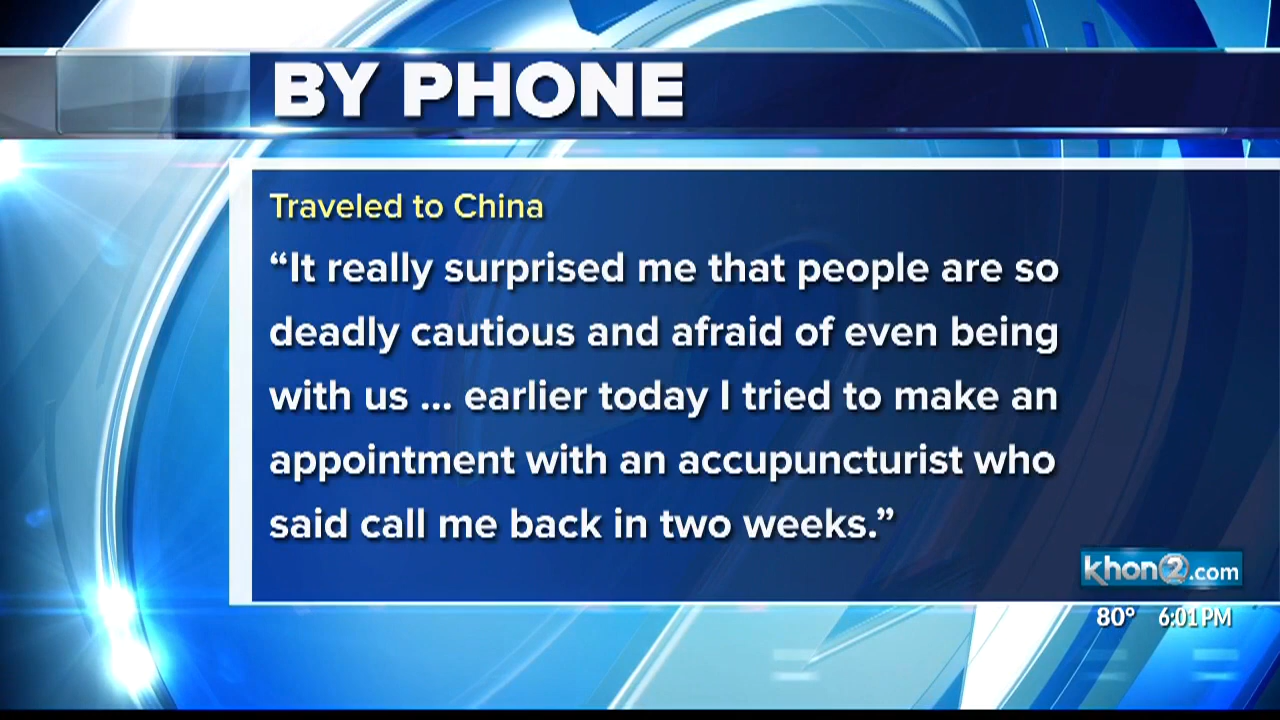 BY PHONE
Traveled to China
“It really surprised me that people are so
deadly cautious and afraid of even being
with us ... earlier today I tried to make an
appointment with an accupuncturist who
said call me back in two weeks.”
khon2.com
80° 6:01 PM